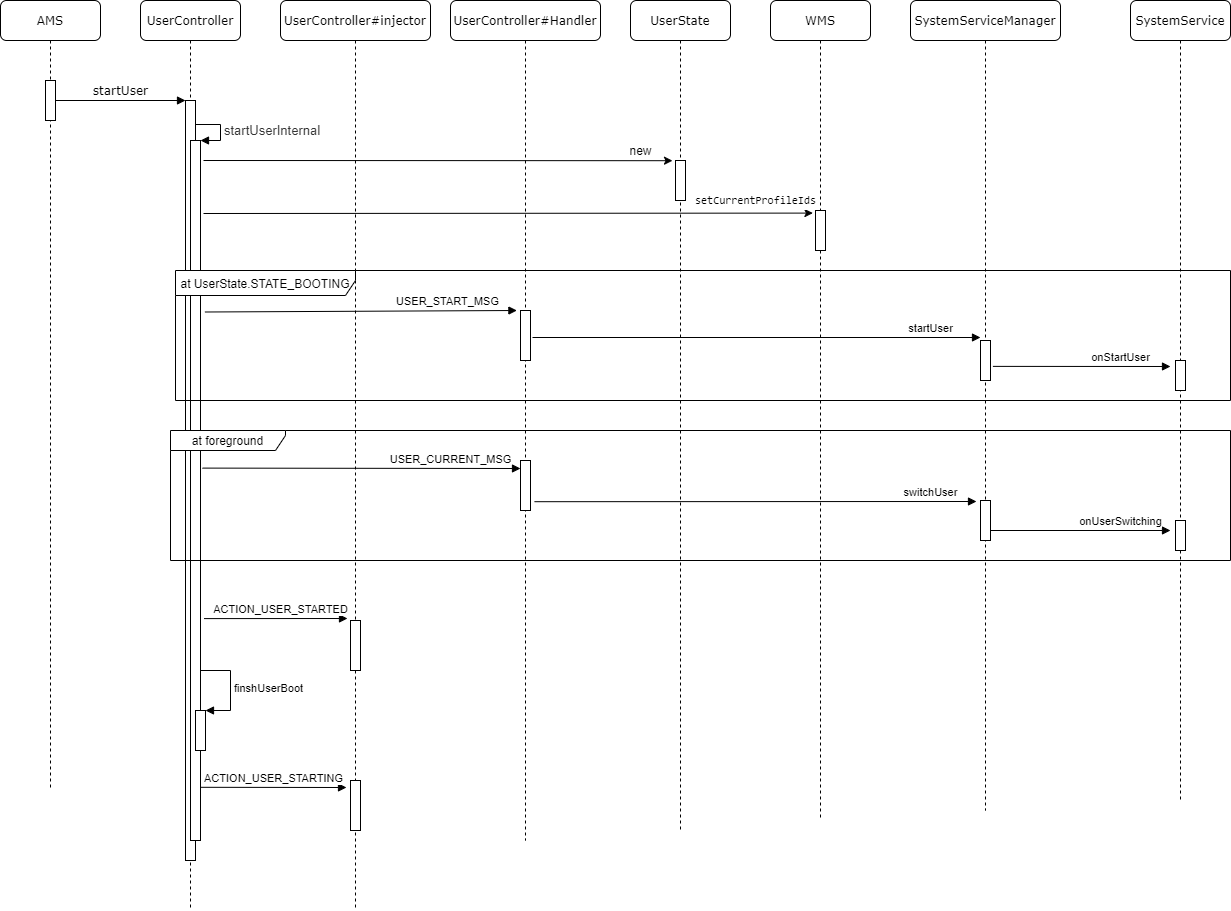 AMS
UserController
UserController#injector
UserController#Handler
UserState
WMS
SystemServiceManager
SystemService
startUser
startUserInternal
new
setCurrentProfileIds
at UserState.STATE_BOOTING
USER_START_MSG
startUser
onStartUser
at foreground
USER_CURRENT_MSG
switchUser
onUserSwitching
ACTION_USER_STARTED
finshUserBoot
ACTION_USER_STARTING